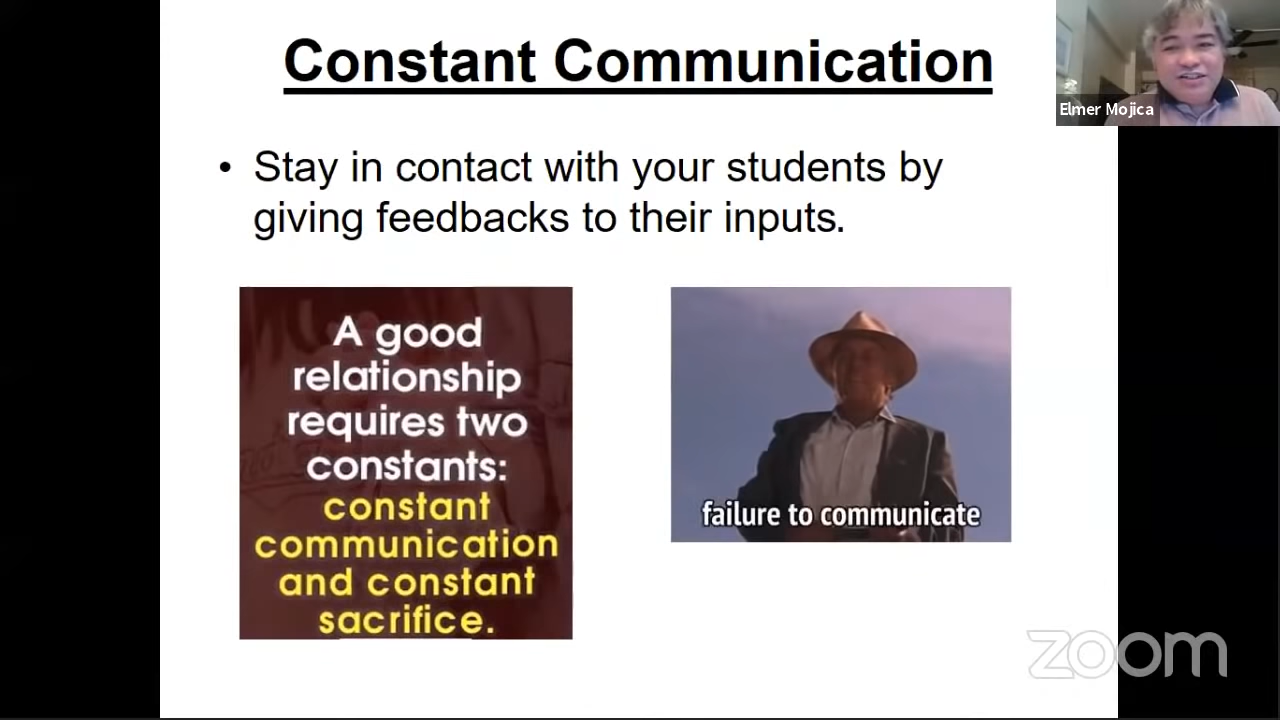 Constant Communication
Elmer Mojica
• Stay in contact with your students by
giving feedbacks to their inputs.
A good
relationship
requires two
constants:
constant
communication
and constant
sacrifice.
failure to communicate
zoom